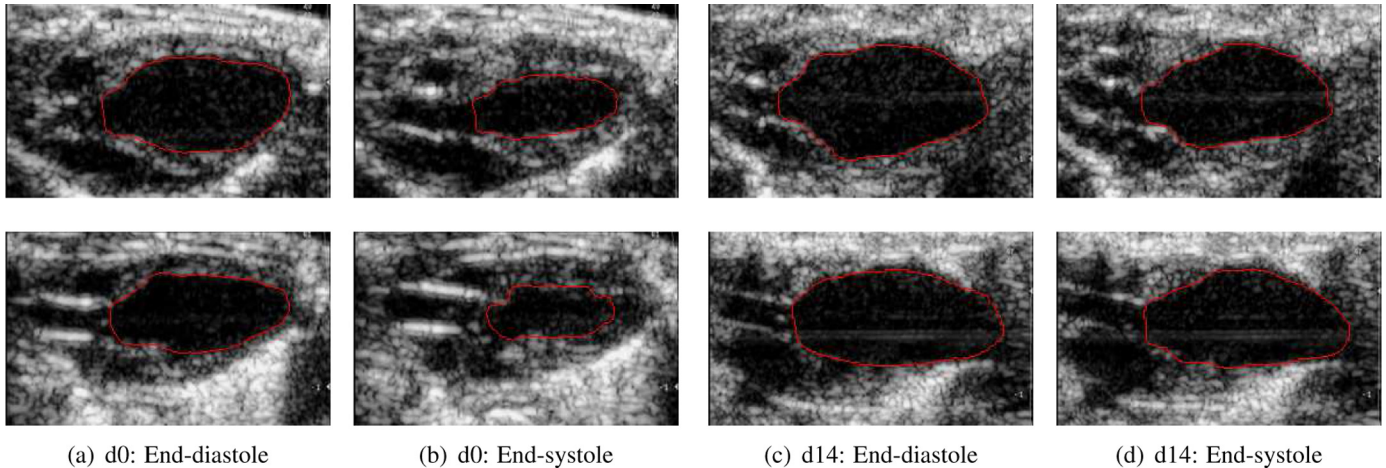 (a) d0: End-diastole
(b) d0: End-systole
(c) d14: End-diastole
(d) d14: End-systole